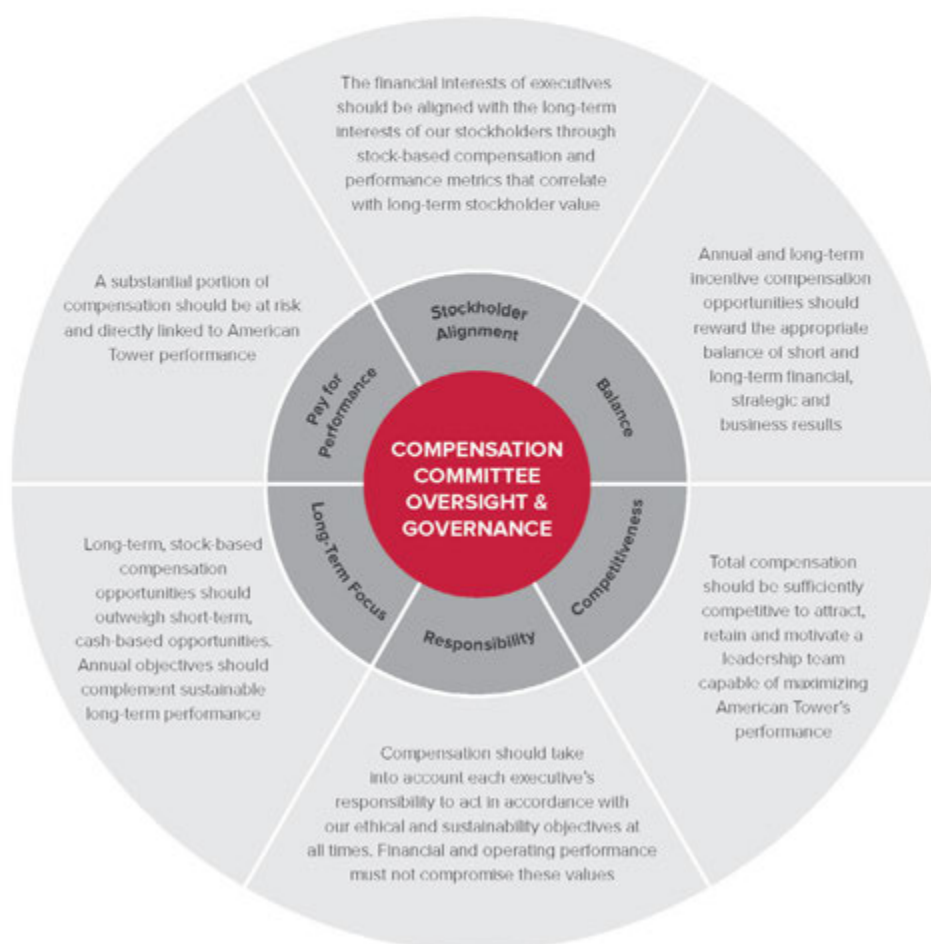 The financial interests of executives
should be aligned with the long-term
interests of our stockholders through
stock-based compensation and
performance metrics that correlate
with long-term stockholder value
Annual and long-term
incentive compensation
opportunities should
reward the appropriate
balance of short and
long-term financial,
strategic and
business results
A substantial portion of
compensation should be at risk
and directly linked to American
Tower performance
Stockholder
Alignment
Pay for
Performance
Balance
COMPENSATION
COMMITTEE
OVERSIGHT &
GOVERNANCE
Long-Term Focus
Competitiveness
Responsibility
Long-term, stock-based
compensation
opportunities should
outweigh short-term,
cash-based opportunities.
Annual objectives should
complement sustainable
long-term performance
Total compensation
should be sufficiently
competitive to attract,
retain and motivate a
leadership team
capable of maximizing
American Tower's
performance
Compensation should take
into account each executive's
responsibility to act in accordance with
our ethical and sustainability objectives at
all times. Financial and operating performance
must not compromise these values